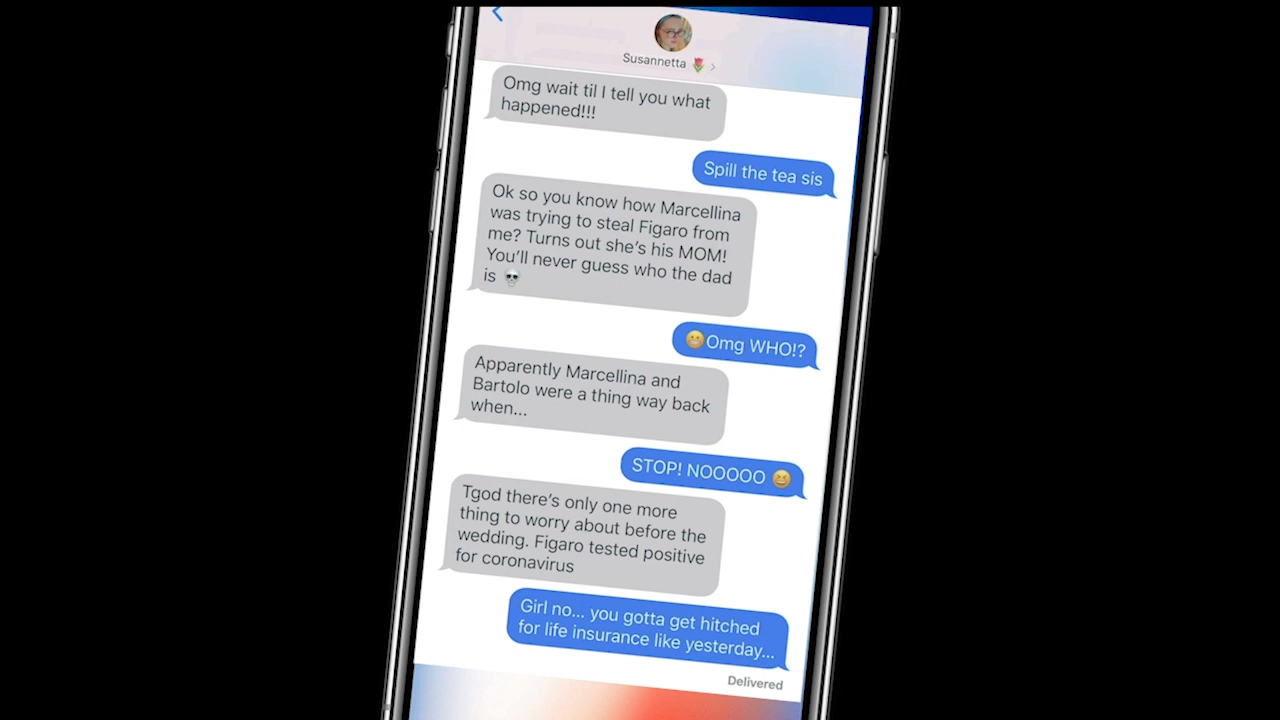 Susannetta 🌷
Omg wait til I tell you what
happened!!!
Spill the tea sis
Ok so you know how Marcellina
was trying to steal Figaro from
me? Turns out she's his MOM!
You'll never guess who the dad
is 💀
😬Omg WHO!?
Apparently Marcellina and
Bartolo were a thing way back
when...
STOP! NOOOOO 😆
Tgod there's only one more
thing to worry about before the
wedding. Figaro tested positive
for coronavirus
Girl no... you gotta get hitched
for life insurance like yesterday...
Delivered